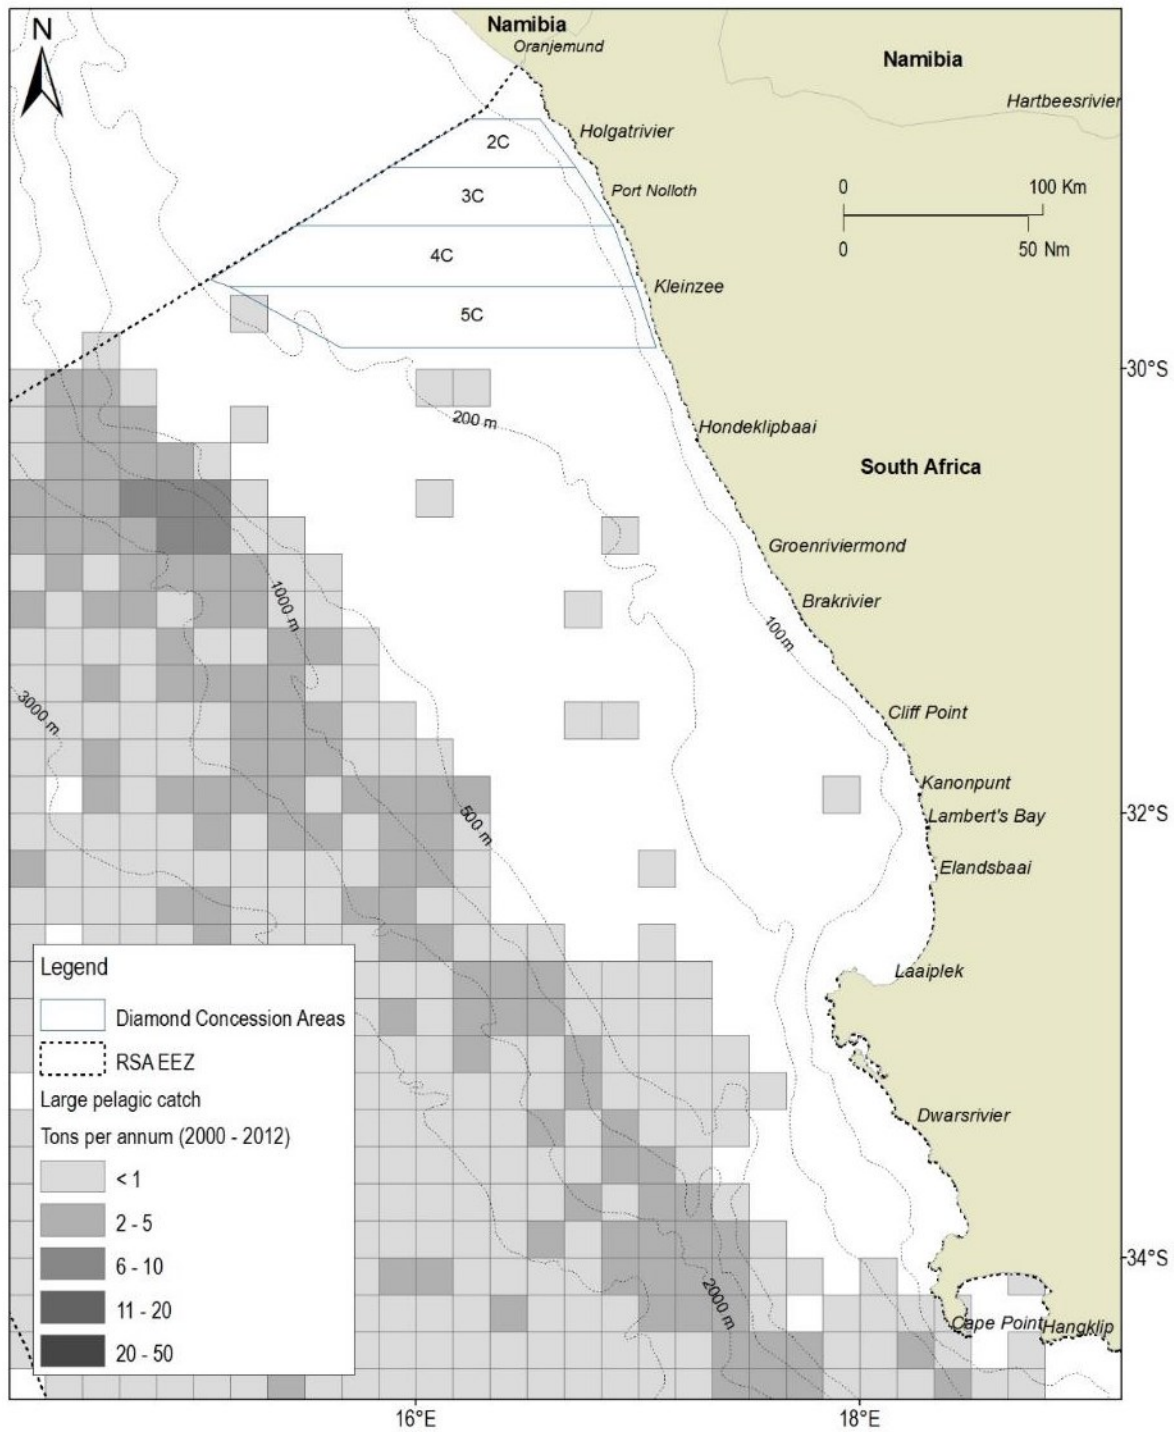 N
Namibia
Oranjemund
Namibia
Hartbeesrivier
Holgatrivier
2C
Port Nolloth
3C
0 100 Km
0 50 Nm
4C
Kleinzee
5C
30°S
200 m
Hondeklipbaai
South Africa
Groenriviermond
1000 m
Brakrivier
100 m
3000 m
Cliff Point
Kanonpunt
500 m
Lambert's Bay
32°S
Elandsbaai
Laaiplek
Dwarsrivier
34°S
2000 m
Cape Point
Hangklip
Legend
Diamond Concession Areas
RSA EEZ
Large pelagic catch
Tons per annum (2000 - 2012)
< 1
2 - 5
6 - 10
11 - 20
20 - 50
16°E
18°E